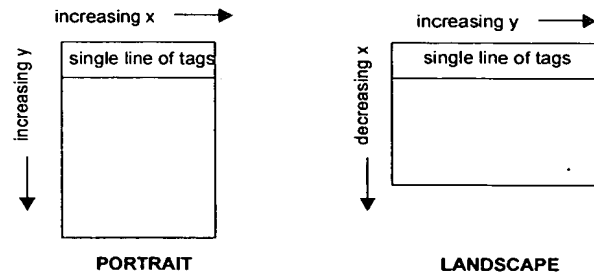 increasing x
increasing y
single line of tags
PORTRAIT
increasing y
decreasing x
single line of tags
LANDSCAPE